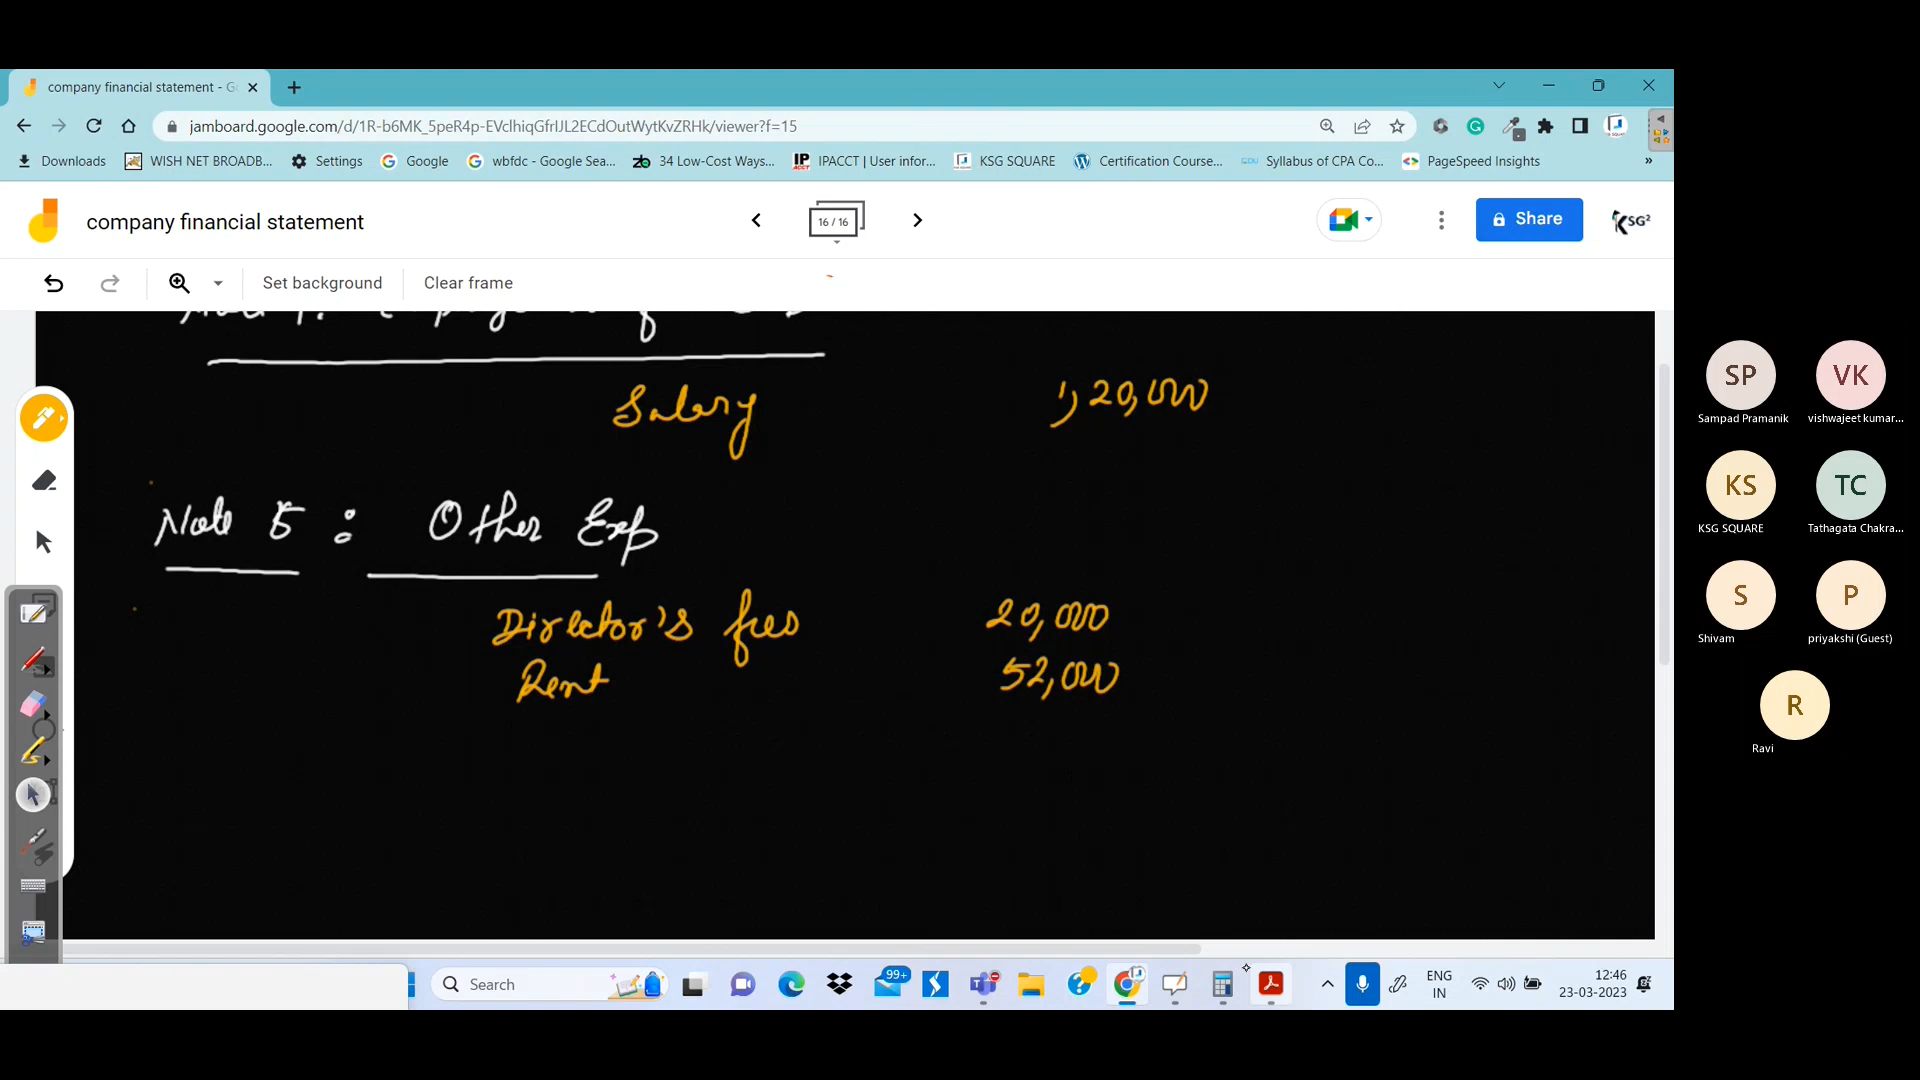 company financial statement - G
jamboard.google.com/d/1R-b6MK_5peR4p-EVclhiqGfrIJL2ECdOutWytKvZRHk/viewer?f=15
Downloads WISH NET BROADB... Settings Google wbfdc - Google Sea... 34 Low-Cost Ways... IPACCT | User infor... KSG SQUARE Certification Course... Syllabus of CPA Co... PageSpeed Insights »
company financial statement 16 / 16 Share KSG²
Set background Clear frame
Salary 1,20,000
Note 5 : Other Exp
Director's fees 20,000
Rent 52,000
SP VK
Sampad Pramanik vishwajeet kumar...
KS TC
KSG SQUARE Tathagata Chakra...
S P
Shivam priyakshi (Guest)
R
Ravi
Search 99+ ENG
IN
12:46
23-03-2023